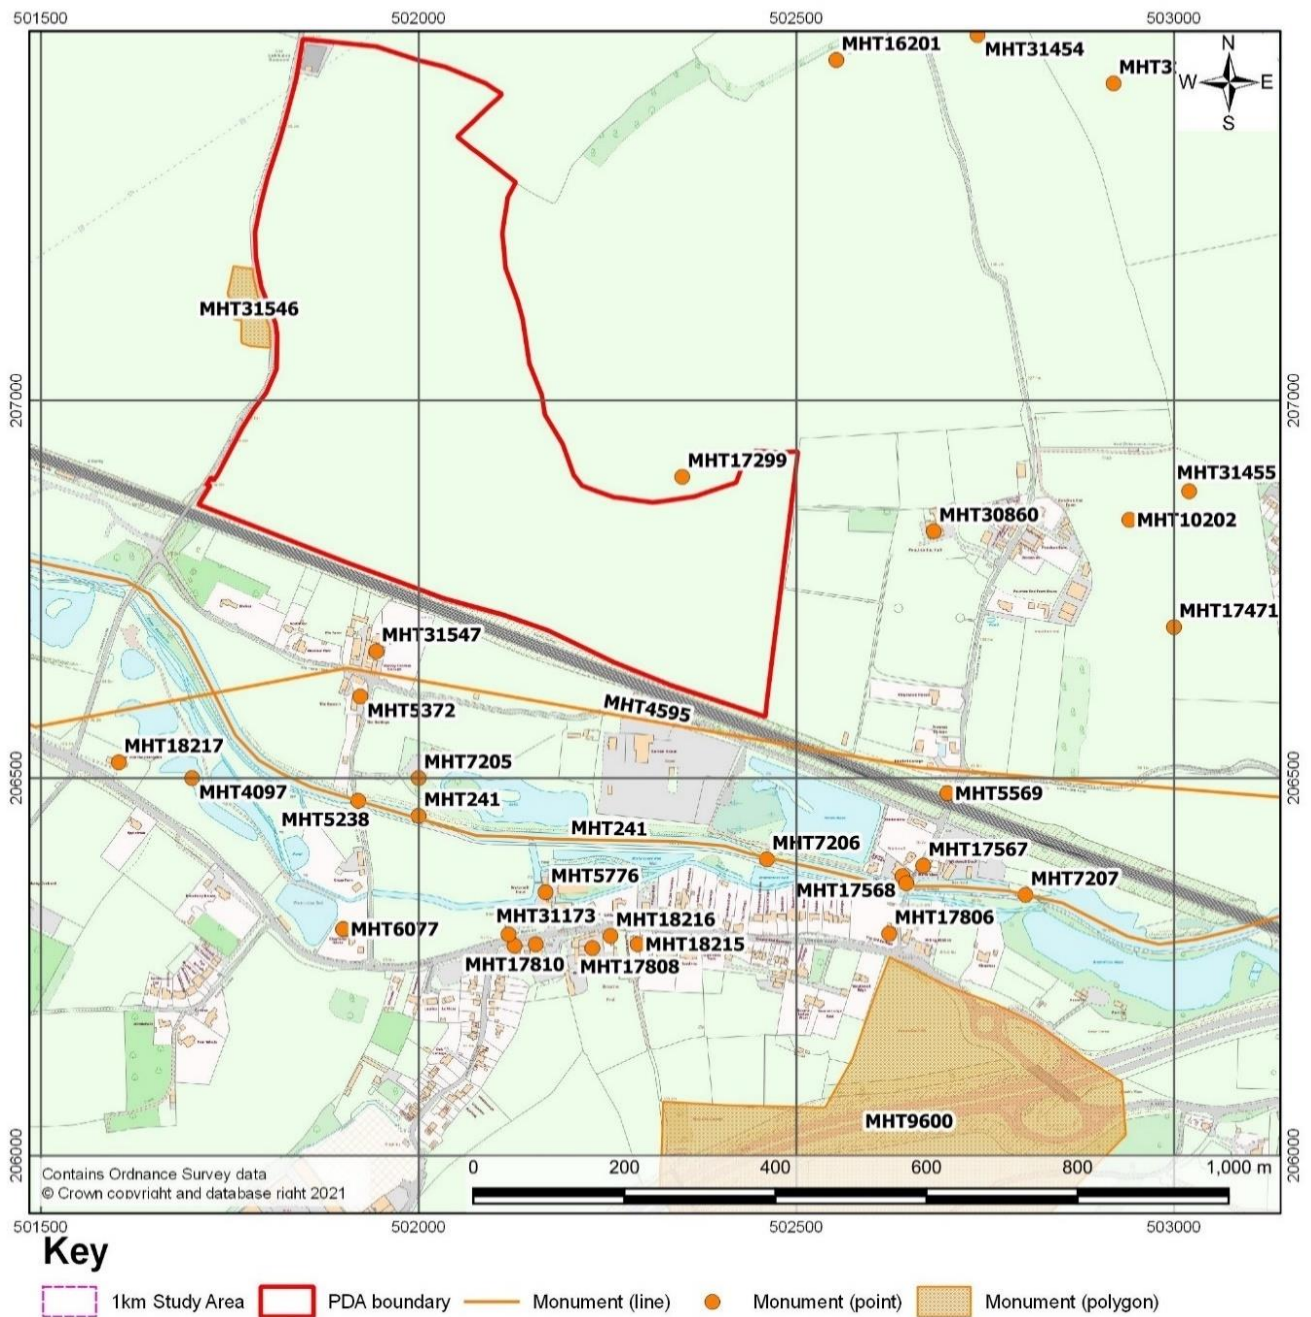 501500 502000 502500 503000
MHT16201
MHT31454
MHT3
N
W E
S
MHT31546
207000 207000
MHT17299
MHT31455
MHT30860
MHT10202
MHT17471
MHT31547
MHT4595
MHT5372
MHT18217
MHT7205
206500 206500
MHT4097
MHT241
MHT5569
MHT5238
MHT241
MHT7206
MHT17567
MHT5776
MHT17568
MHT7207
MHT31173
MHT18216
MHT17806
MHT6077
MHT18215
MHT17810
MHT17808
MHT9600
206000 206000
0 200 400 600 800 1,000 m
Contains Ordnance Survey data
© Crown copyright and database right 2021
501500 502000 502500 503000
Key
1km Study Area PDA boundary Monument (line) Monument (point) Monument (polygon)